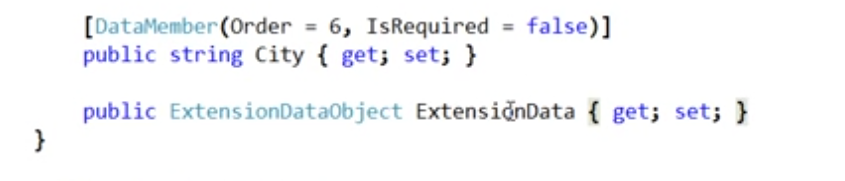 [DataMember(Order = 6, IsRequired = false)]
public string City { get; set; }
public ExtensionDataObject ExtensionData { get; set; }
}